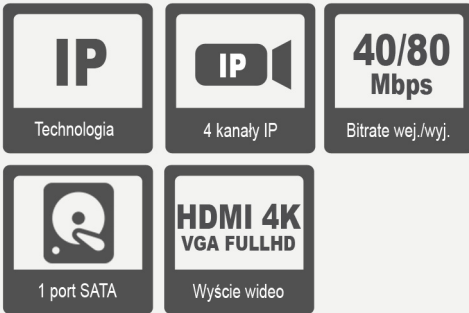 IP
Technologia
IP
4 kanały IP
40/80
Mbps
Bitrate wej./wyj.
1 port SATA
HDMI 4K
VGA FULLHD
Wyście wideo